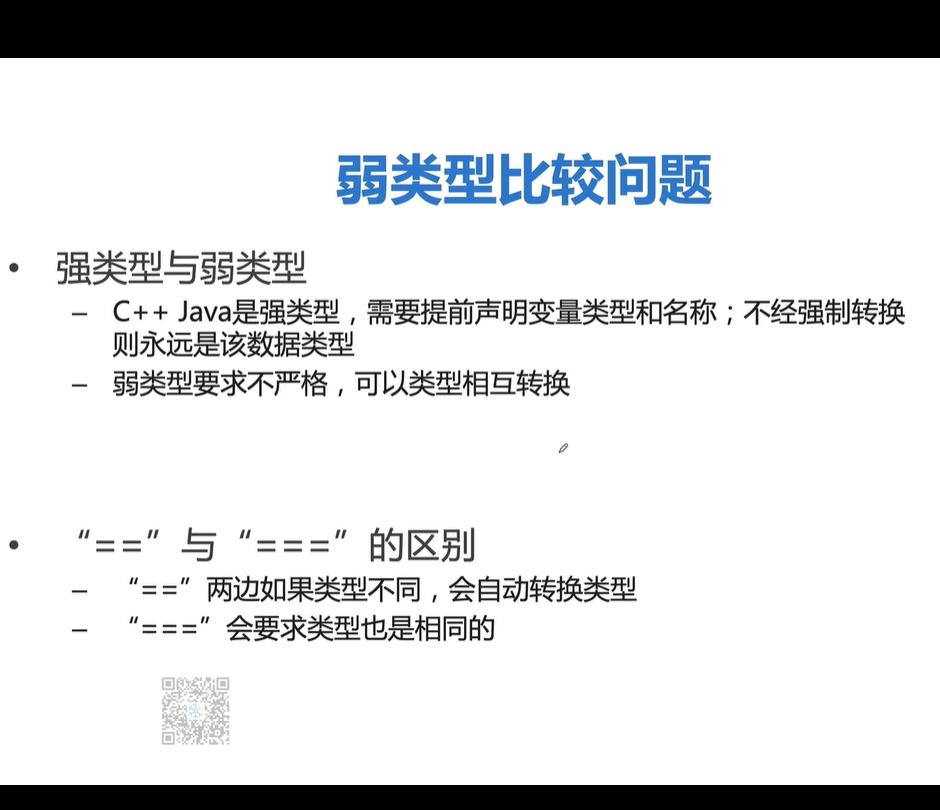 弱类型比较问题
• 强类型与弱类型
– C++ Java是强类型，需要提前声明变量类型和名称；不经强制转换
则永远是该数据类型
– 弱类型要求不严格，可以类型相互转换
• “==”与“===”的区别
– “==”两边如果类型不同，会自动转换类型
– “===”会要求类型也是相同的